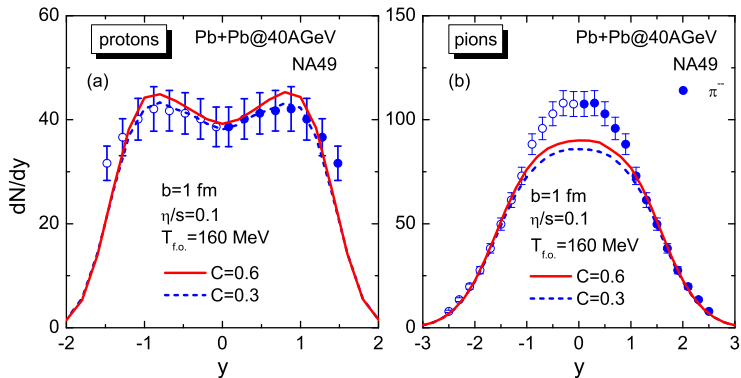 protons
Pb+Pb@40AGeV
NA49
(a)
b=1 fm
η/s=0.1
T_f.o.=160 MeV
C=0.6
C=0.3
dN/dy
60
40
20
0
-2 -1 0 1 2
y
pions
Pb+Pb@40AGeV
NA49
(b)
π⁻
b=1 fm
η/s=0.1
T_f.o.=160 MeV
C=0.6
C=0.3
150
100
50
0
-3 -2 -1 0 1 2 3
y